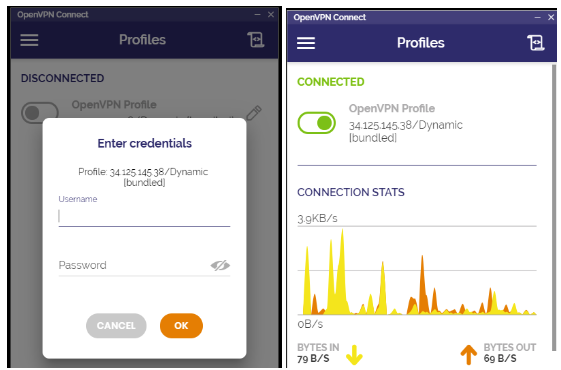 OpenVPN Connect
Profiles
DISCONNECTED
OpenVPN Profile
Enter credentials
Profile: 34.125.145.38/Dynamic
[bundled]
Username
Password
CANCEL
OK
OpenVPN Connect
Profiles
CONNECTED
OpenVPN Profile
34.125.145.38/Dynamic
[bundled]
CONNECTION STATS
3.9KB/s
0B/s
BYTES IN
79 B/S
BYTES OUT
69 B/S